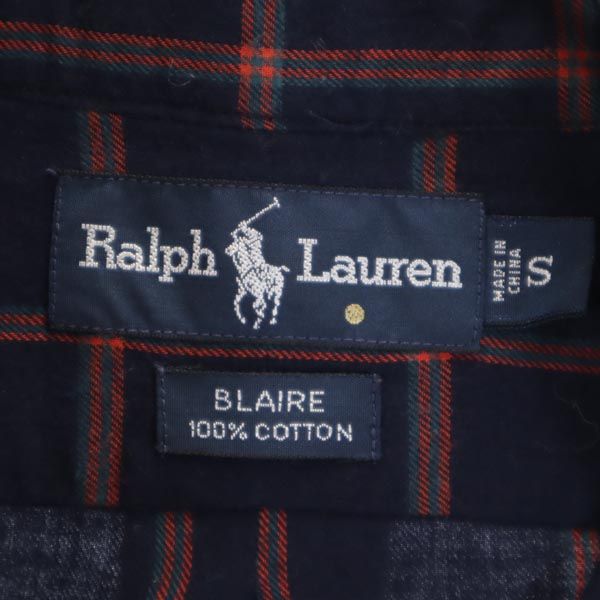 Ralph Lauren
MADE IN
CHINA
S
BLAIRE
100% COTTON